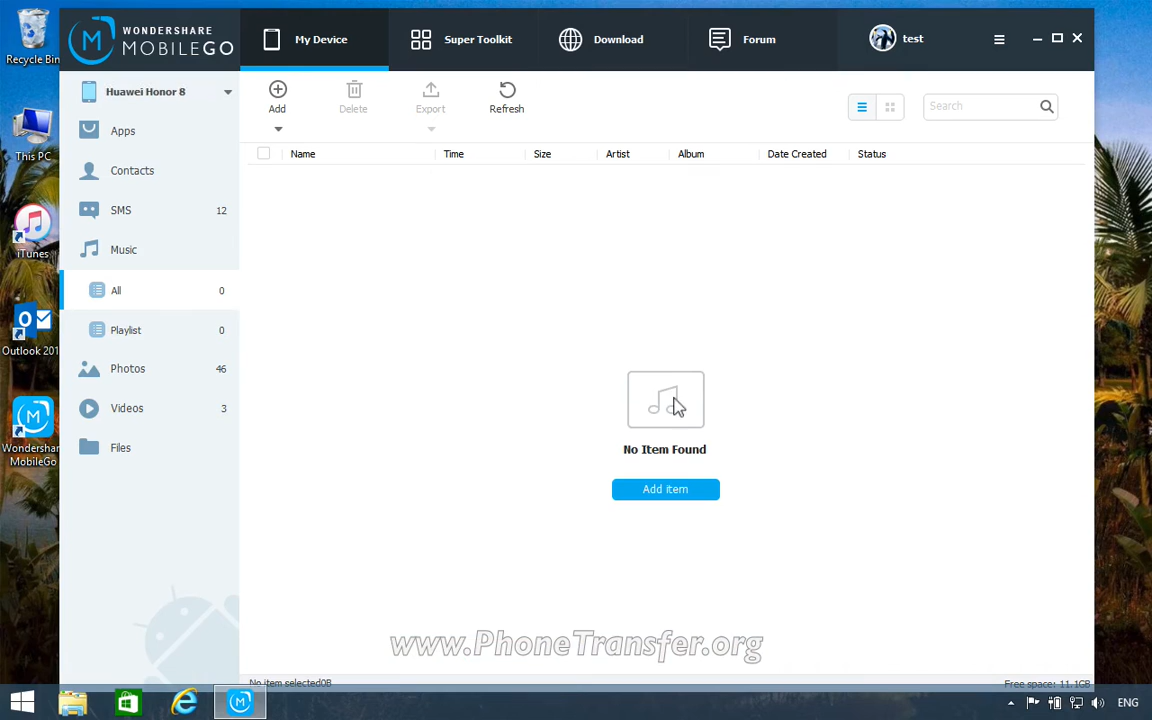 Recycle Bin
This PC
iTunes
Outlook 201
Wondershar
MobileGo
WONDERSHARE
MOBILEGO
My Device
Super Toolkit
Download
Forum
test
Huawei Honor 8
Apps
Contacts
SMS 12
Music
All 0
Playlist 0
Photos 46
Videos 3
Files
Add
Delete
Export
Refresh
Search
Name Time Size Artist Album Date Created Status
No Item Found
Add item
www.PhoneTransfer.org
No item selected0B
Free space: 11.1GB
ENG